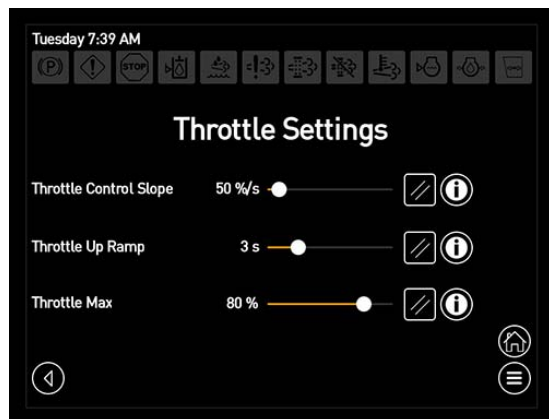 Tuesday 7:39 AM
(P) STOP
Throttle Settings
Throttle Control Slope 50 %/s
Throttle Up Ramp 3 s
Throttle Max 80 %